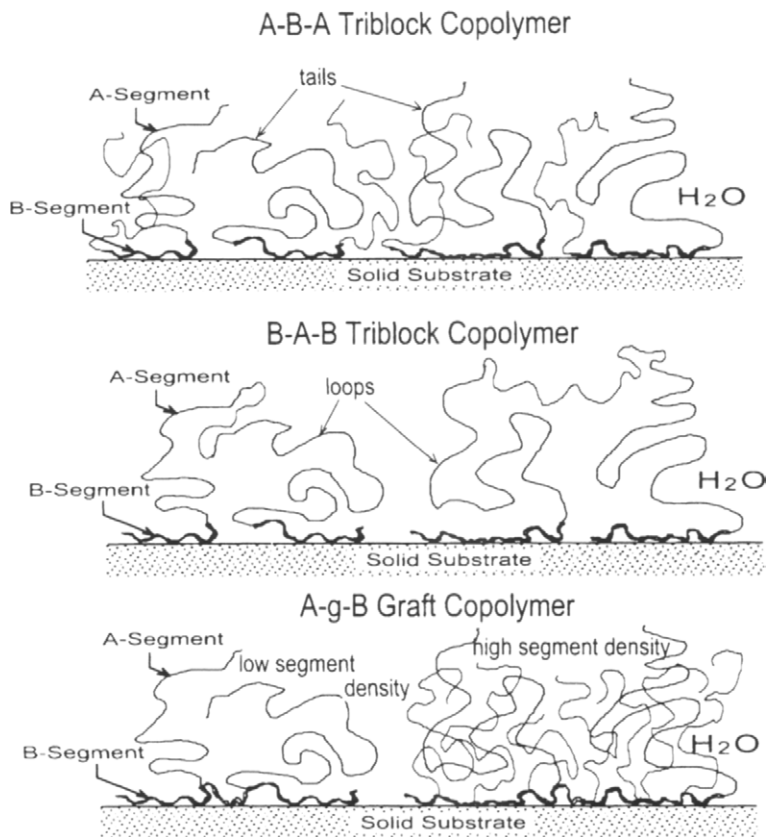 A-B-A Triblock Copolymer
tails
A-Segment
B-Segment
H2O
Solid Substrate
B-A-B Triblock Copolymer
A-Segment
loops
B-Segment
H2O
Solid Substrate
A-g-B Graft Copolymer
A-Segment
low segment
density
high segment density
B-Segment
H2O
Solid Substrate